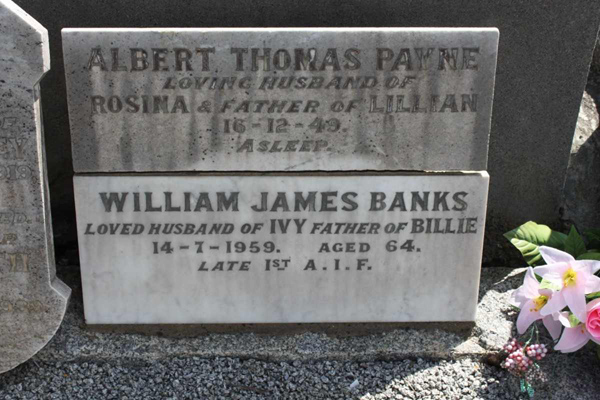 ALBERT THOMAS PAYNE
LOVING HUSBAND OF
ROSINA & FATHER OF LILLIAN
16-12-49.
ASLEEP.
WILLIAM JAMES BANKS
LOVED HUSBAND OF IVY FATHER OF BILLIE
14-7-1959. AGED 64.
LATE 1ST A.I.F.